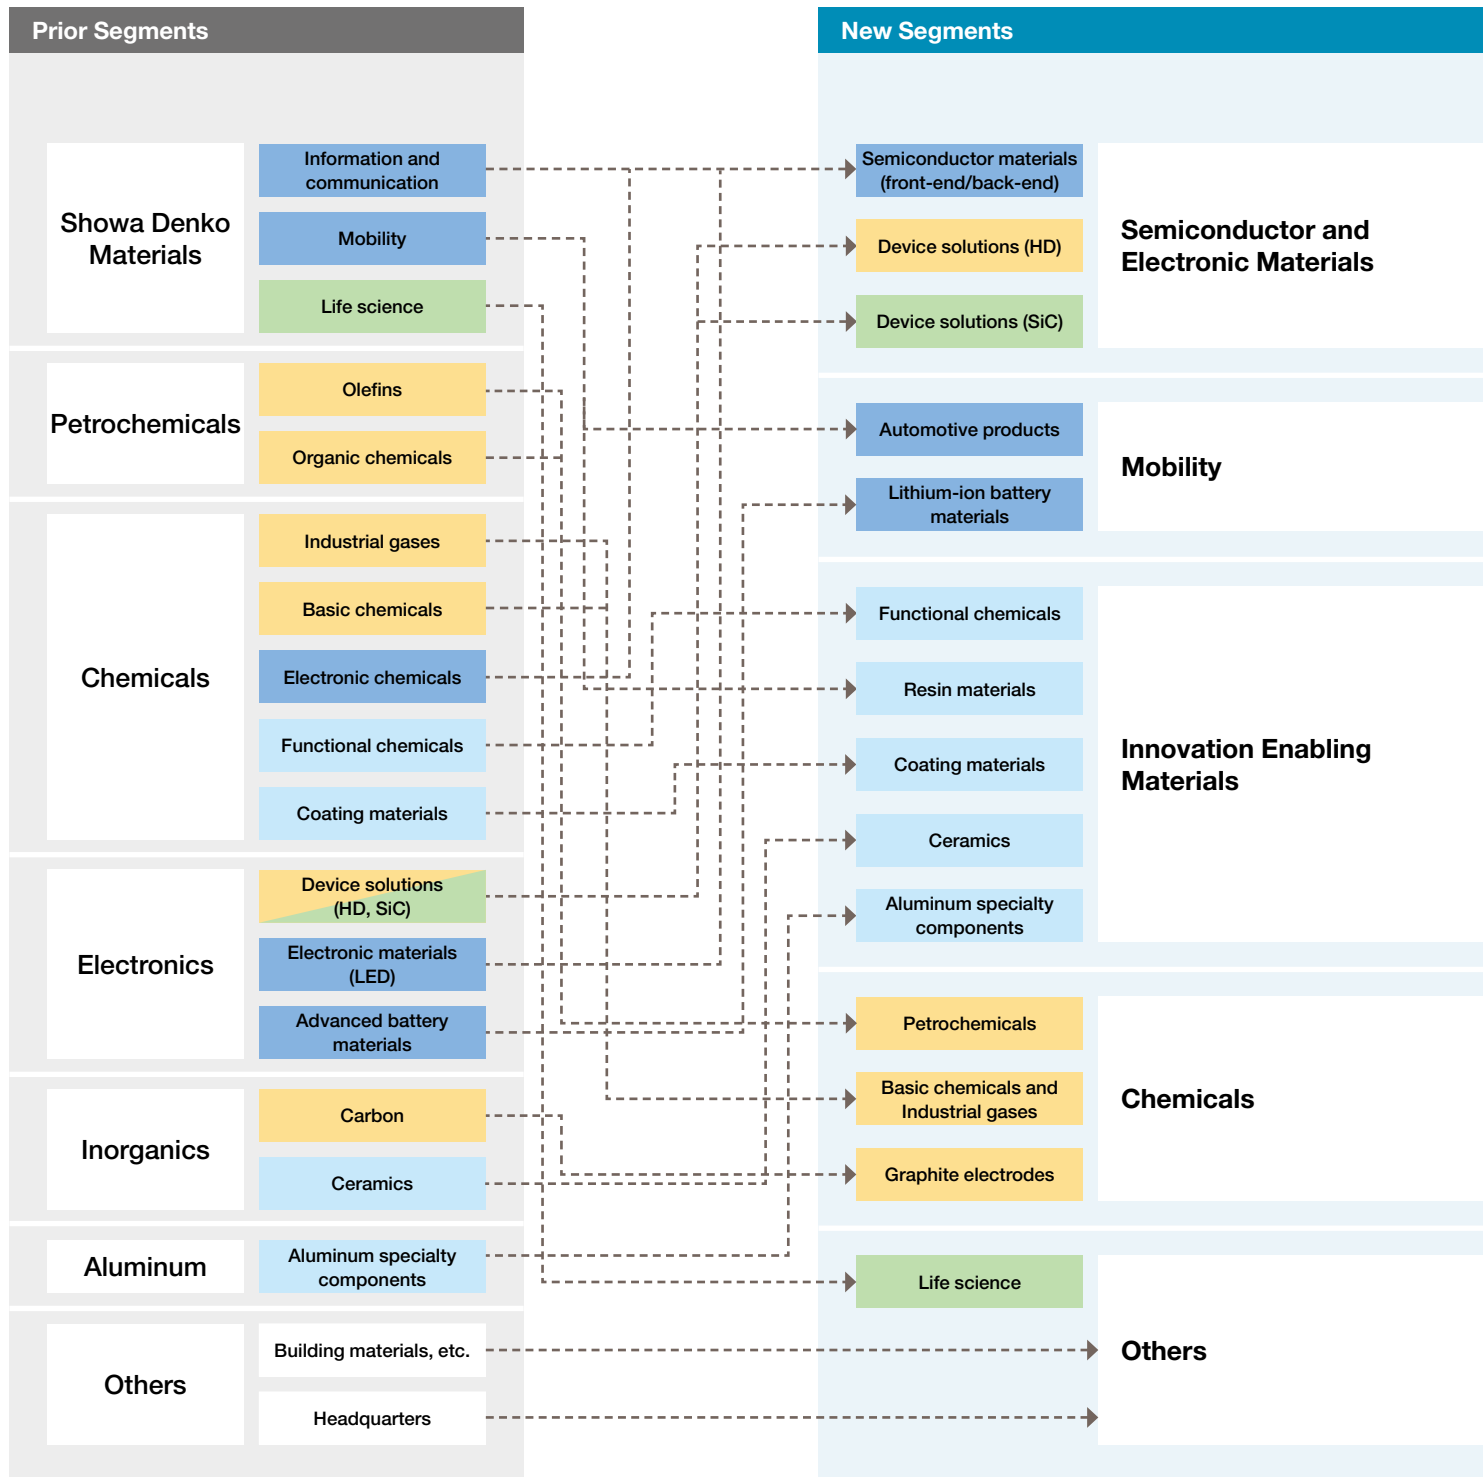 Prior Segments
Showa Denko
Materials
Information and
communication
Mobility
Life science
Petrochemicals
Olefins
Organic chemicals
Chemicals
Industrial gases
Basic chemicals
Electronic chemicals
Functional chemicals
Coating materials
Electronics
Device solutions
(HD, SiC)
Electronic materials
(LED)
Advanced battery
materials
Inorganics
Carbon
Ceramics
Aluminum
Aluminum specialty
components
Others
Building materials, etc.
Headquarters
New Segments
Semiconductor materials
(front-end/back-end)
Device solutions (HD)
Device solutions (SiC)
Semiconductor and
Electronic Materials
Automotive products
Lithium-ion battery
materials
Mobility
Functional chemicals
Resin materials
Coating materials
Ceramics
Aluminum specialty
components
Innovation Enabling
Materials
Petrochemicals
Basic chemicals and
Industrial gases
Graphite electrodes
Chemicals
Life science
Others